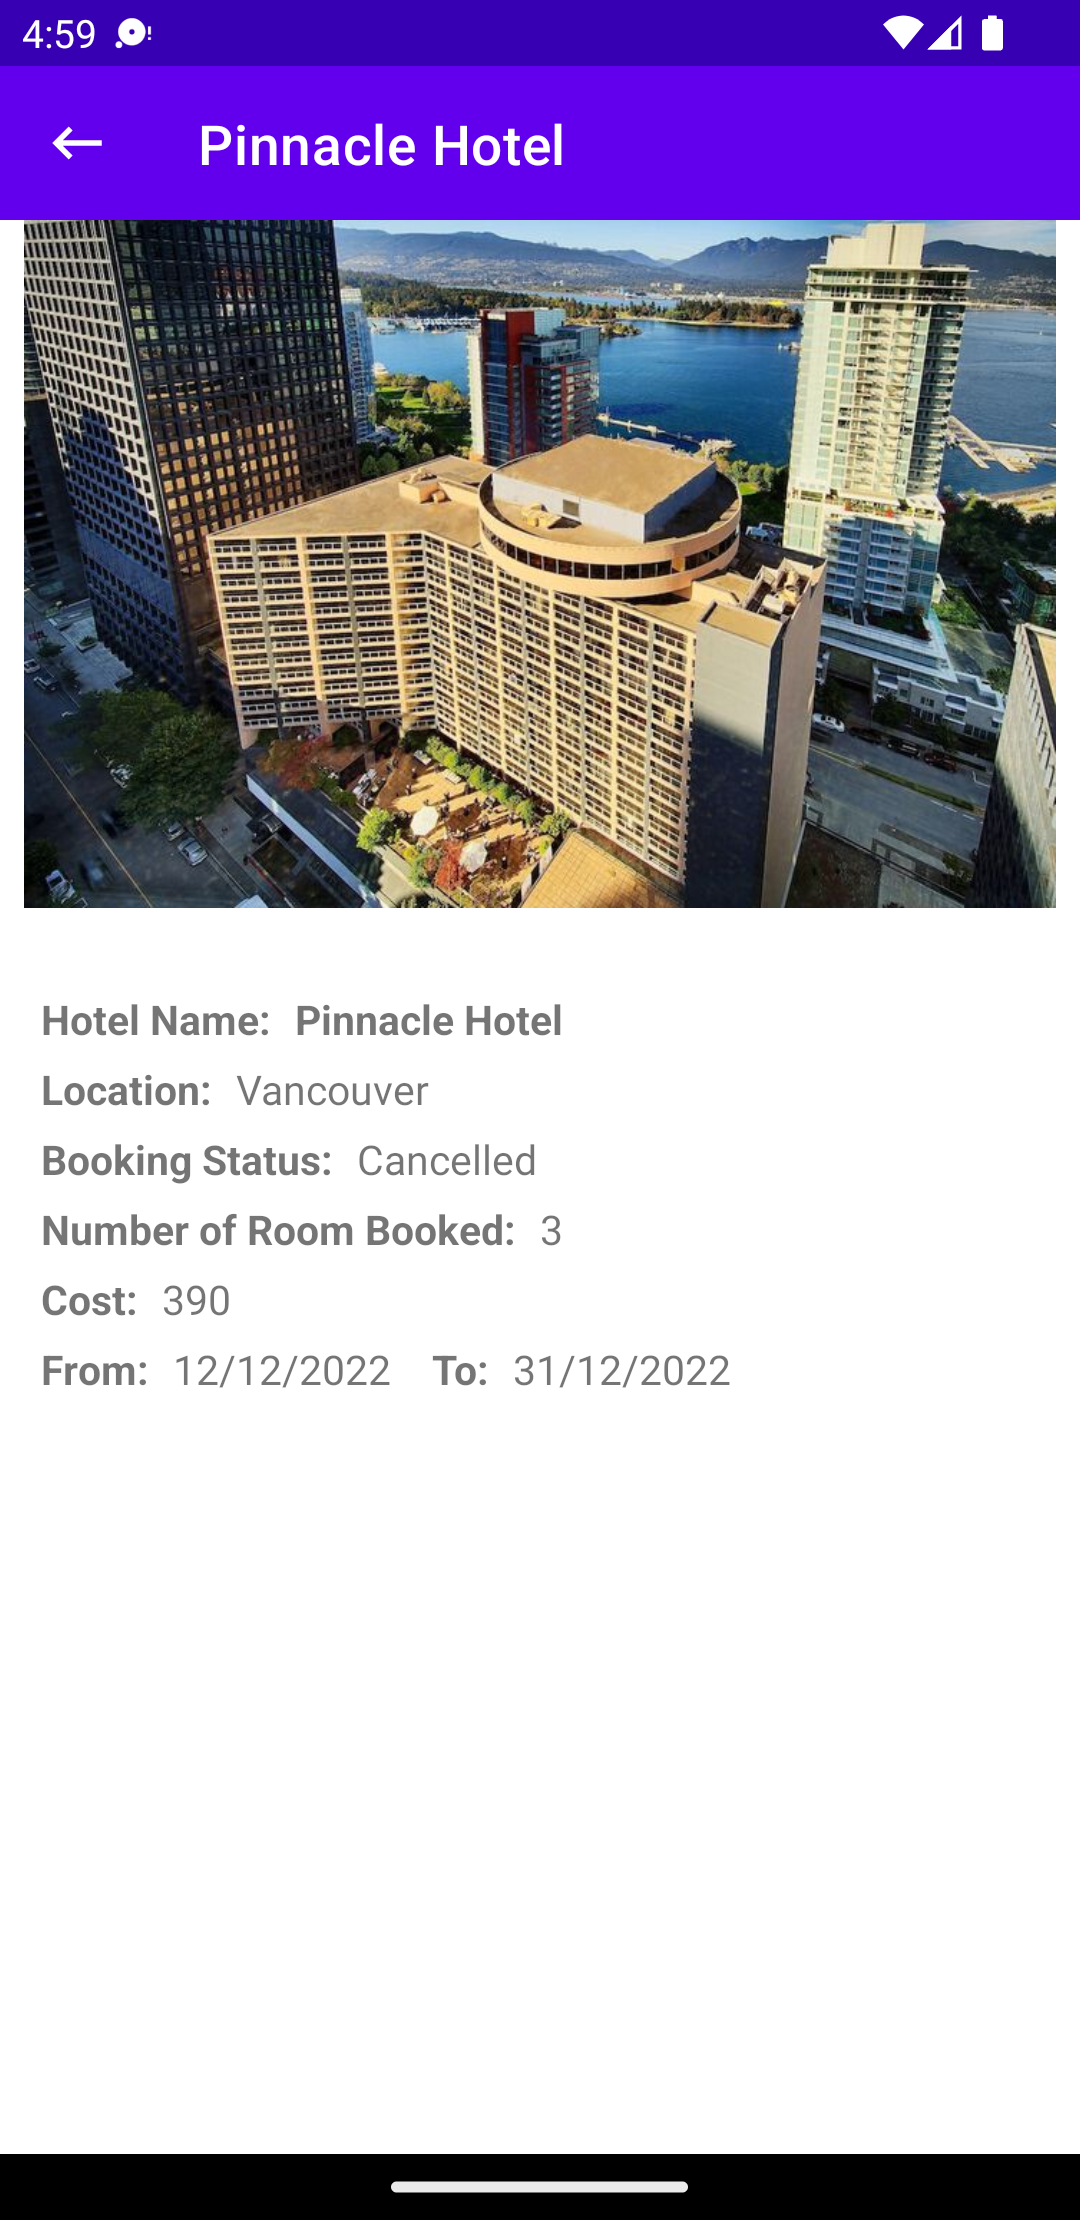 4:59
Pinnacle Hotel
Hotel Name: Pinnacle Hotel
Location: Vancouver
Booking Status: Cancelled
Number of Room Booked: 3
Cost: 390
From: 12/12/2022 To: 31/12/2022